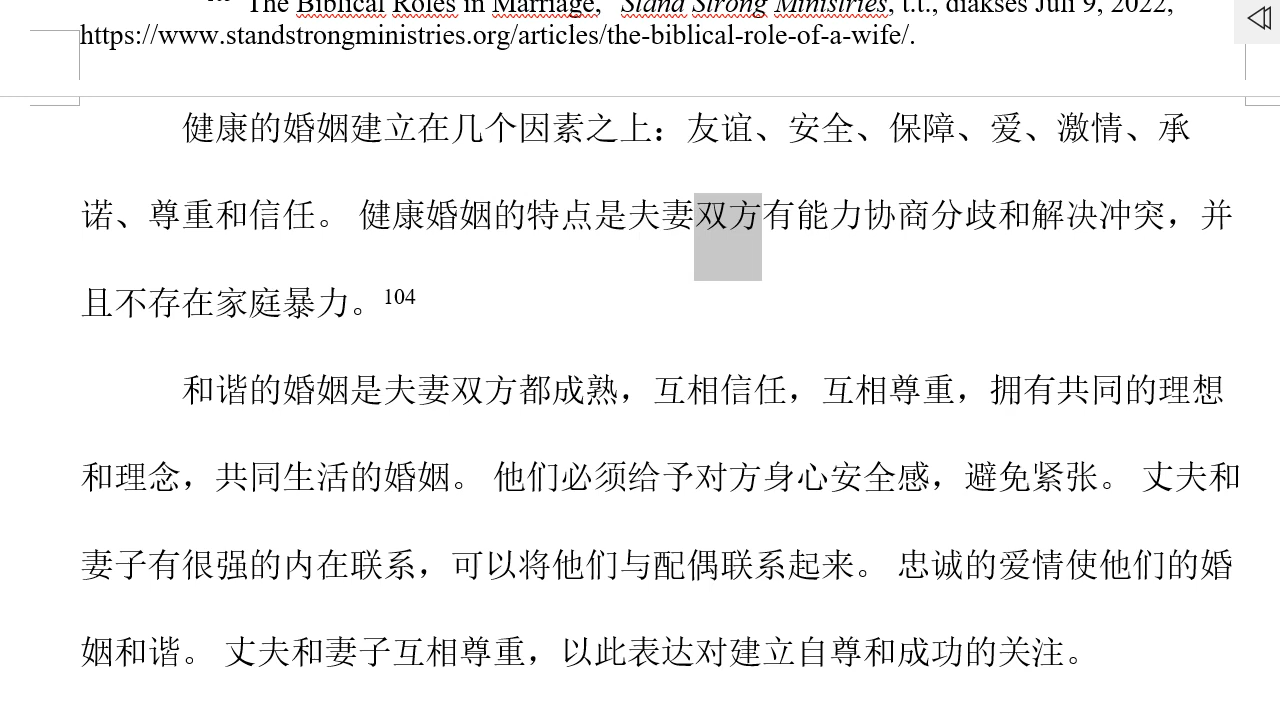 "The Biblical Roles in Marriage," Stand Strong Ministries, t.t., diakses Juli 9, 2022,
https://www.standstrongministries.org/articles/the-biblical-role-of-a-wife/.
健康的婚姻建立在几个因素之上：友谊、安全、保障、爱、激情、承
诺、尊重和信任。 健康婚姻的特点是夫妻双方有能力协商分歧和解决冲突，并
且不存在家庭暴力。104
和谐的婚姻是夫妻双方都成熟，互相信任，互相尊重，拥有共同的理想
和理念，共同生活的婚姻。 他们必须给予对方身心安全感，避免紧张。 丈夫和
妻子有很强的内在联系，可以将他们与配偶联系起来。 忠诚的爱情使他们的婚
姻和谐。 丈夫和妻子互相尊重，以此表达对建立自尊和成功的关注。